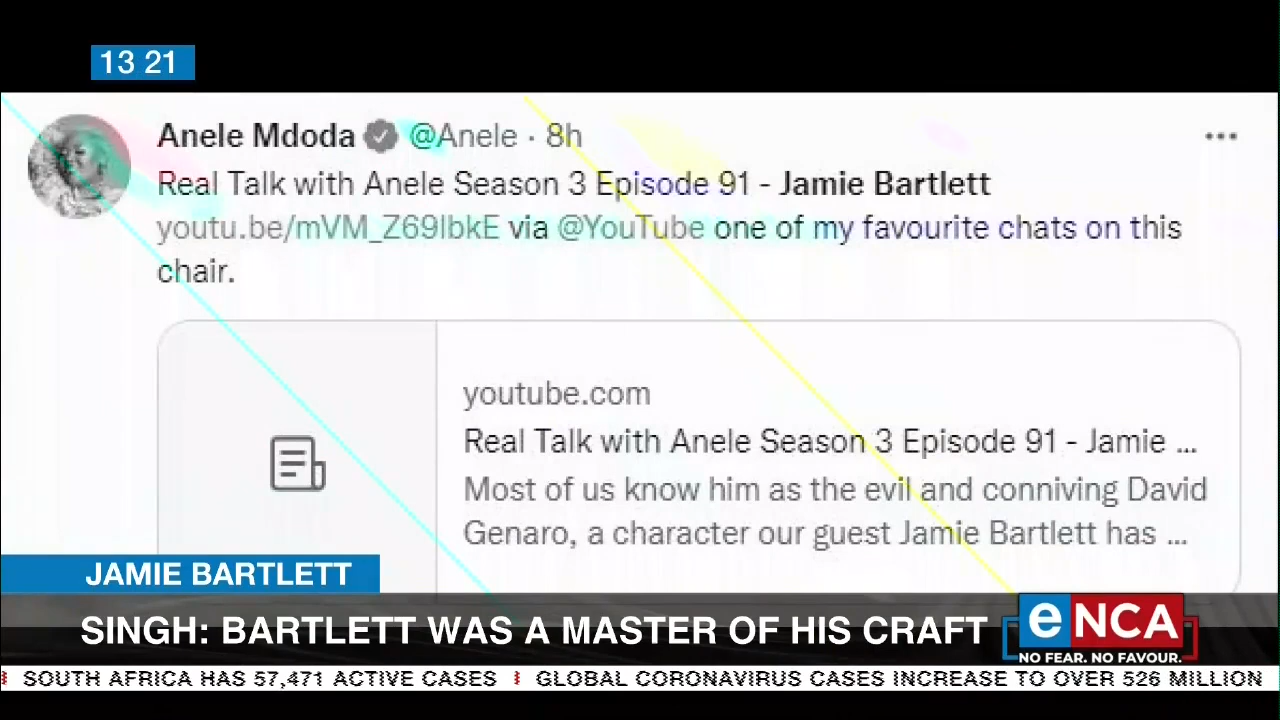 13 21
Anele Mdoda @Anele · 8h
Real Talk with Anele Season 3 Episode 91 - Jamie Bartlett
youtu.be/mVM_Z69lbkE via @YouTube one of my favourite chats on this
chair.
youtube.com
Real Talk with Anele Season 3 Episode 91 - Jamie ...
Most of us know him as the evil and conniving David
Genaro, a character our guest Jamie Bartlett has ...
JAMIE BARTLETT
SINGH: BARTLETT WAS A MASTER OF HIS CRAFT
eNCA
NO FEAR. NO FAVOUR.
SOUTH AFRICA HAS 57,471 ACTIVE CASES GLOBAL CORONAVIRUS CASES INCREASE TO OVER 526 MILLION